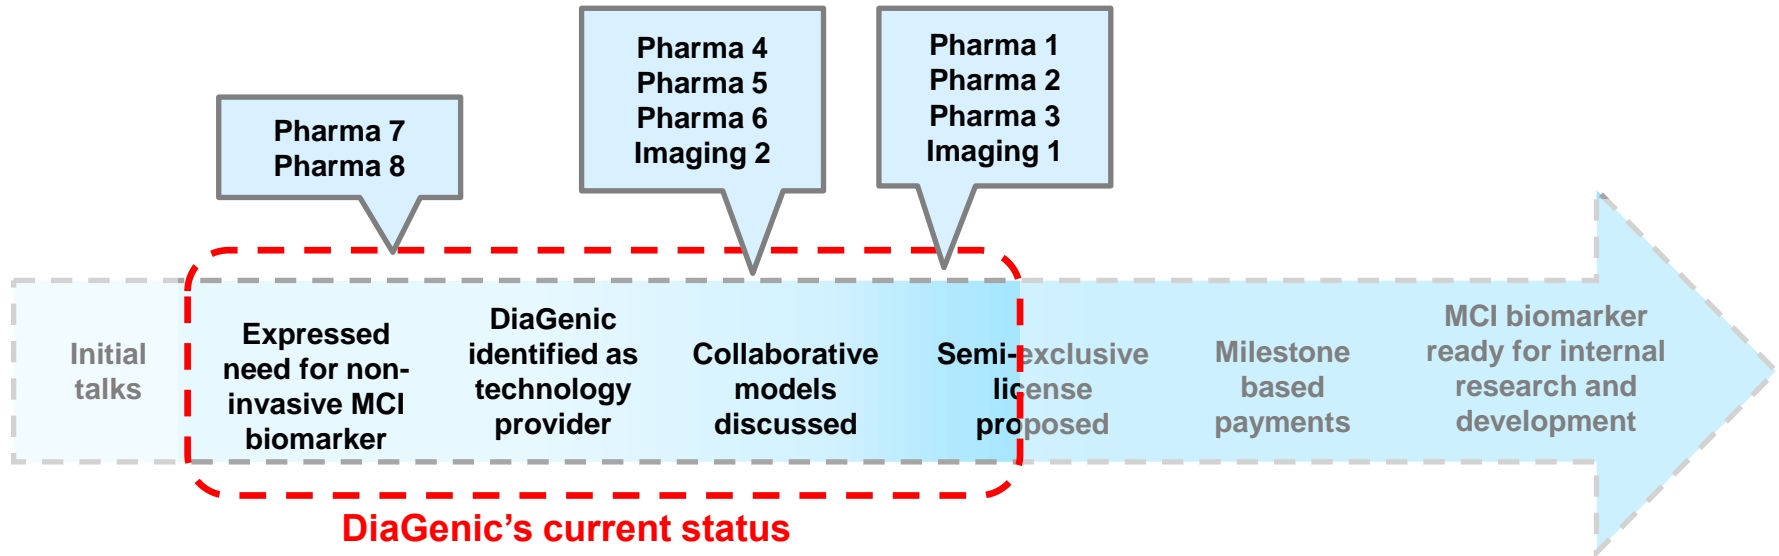 Pharma 7
Pharma 8
Pharma 4
Pharma 5
Pharma 6
Imaging 2
Pharma 1
Pharma 2
Pharma 3
Imaging 1
Initial
talks
Expressed
need for non-
invasive MCI
biomarker
DiaGenic
identified as
technology
provider
Collaborative
models
discussed
Semi-exclusive
license
proposed
Milestone
based
payments
MCI biomarker
ready for internal
research and
development
DiaGenic’s current status